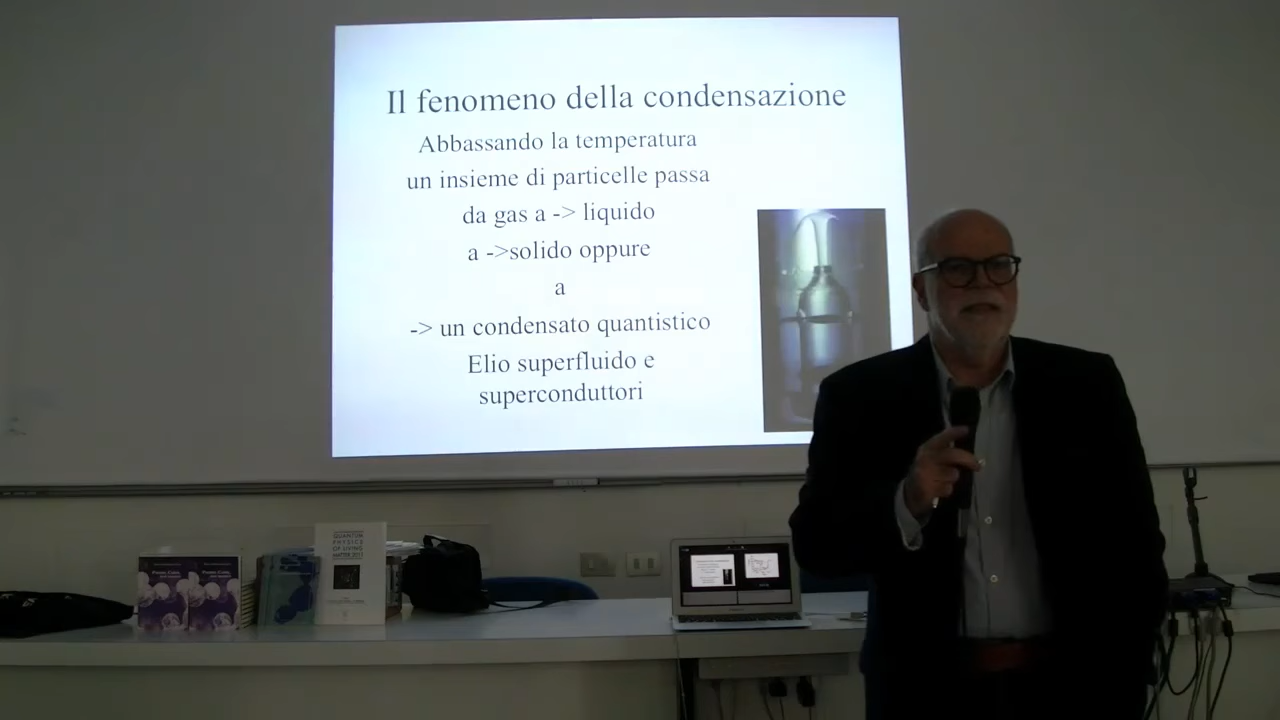 Il fenomeno della condensazione
Abbassando la temperatura
un insieme di particelle passa
da gas a -> liquido
a ->solido oppure
a
-> un condensato quantistico
Elio superfluido e
superconduttori
QUANTUM
PHYSICS
OF LIVING
MATTER 2017